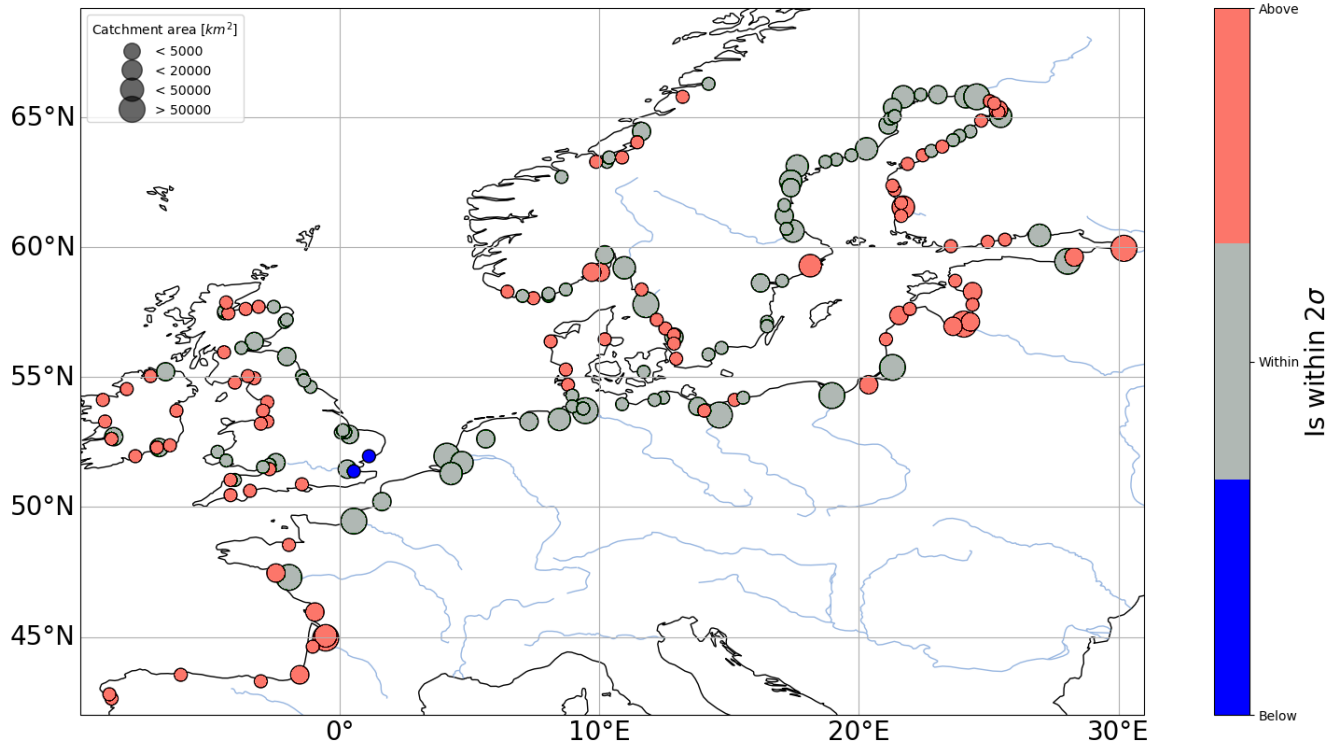 Catchment area [km²]
< 5000
< 20000
< 50000
> 50000
65°N
60°N
55°N
50°N
45°N
0°
10°E
20°E
30°E
Above
Within
Below
Is within 2σ